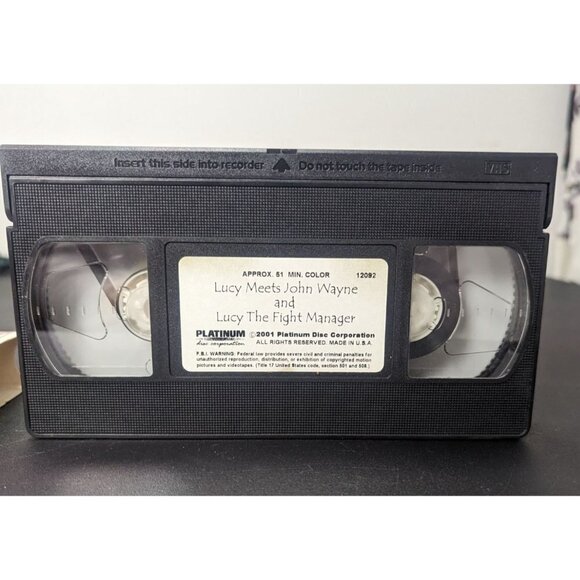 Insert this side into recorder Do not touch the tape inside VHS
APPROX. 51 MIN. COLOR 12092
Lucy Meets John Wayne
and
Lucy The Fight Manager
PLATINUM ©2001 Platinum Disc Corporation
disc corporation ALL RIGHTS RESERVED. MADE IN U.S.A
F.B.I. WARNING: Federal law provides severe civil and criminal penalties for
unauthorized reproduction, distribution, or exhibition of copyrighted motion
pictures and videotapes. (Title 17 United States code, section 501 and 508.)